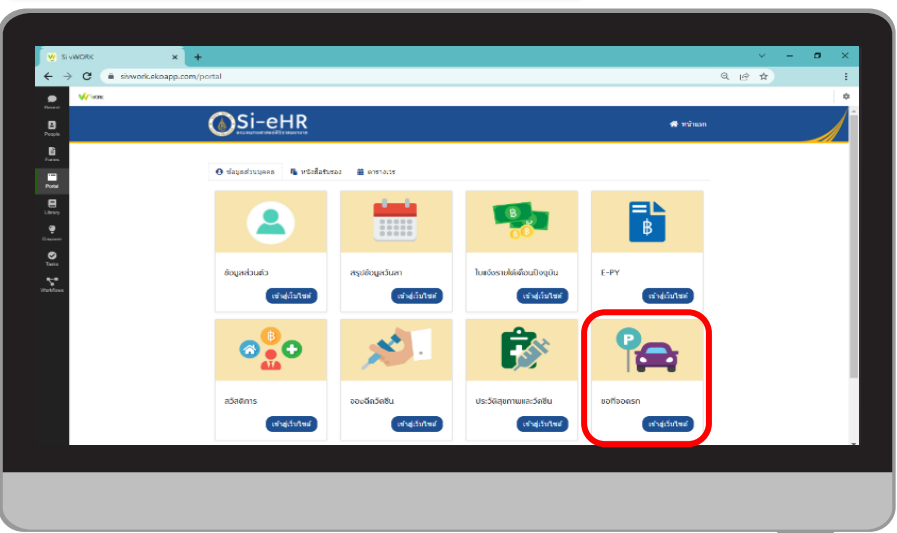 Si vWORK
sivwork.ekoapp.com/portal
WORK
Si-eHR
หน้าแรก
People
Forms
Portal
Library
Discover
Tasks
Workflows
ข้อมูลส่วนบุคคล
หนังสือรับรอง
ตารางเวร
ข้อมูลส่วนตัว
สรุปข้อมูลวันลา
ใบแจ้งรายได้เดือนปัจจุบัน
E-PY
เข้าสู่เว็บไซต์
เข้าสู่เว็บไซต์
เข้าสู่เว็บไซต์
เข้าสู่เว็บไซต์
P
สวัสดิการ
จองฉีดวัคซีน
ประวัติสุขภาพและวัคซีน
ขอที่จอดรถ
เข้าสู่เว็บไซต์
เข้าสู่เว็บไซต์
เข้าสู่เว็บไซต์
เข้าสู่เว็บไซต์